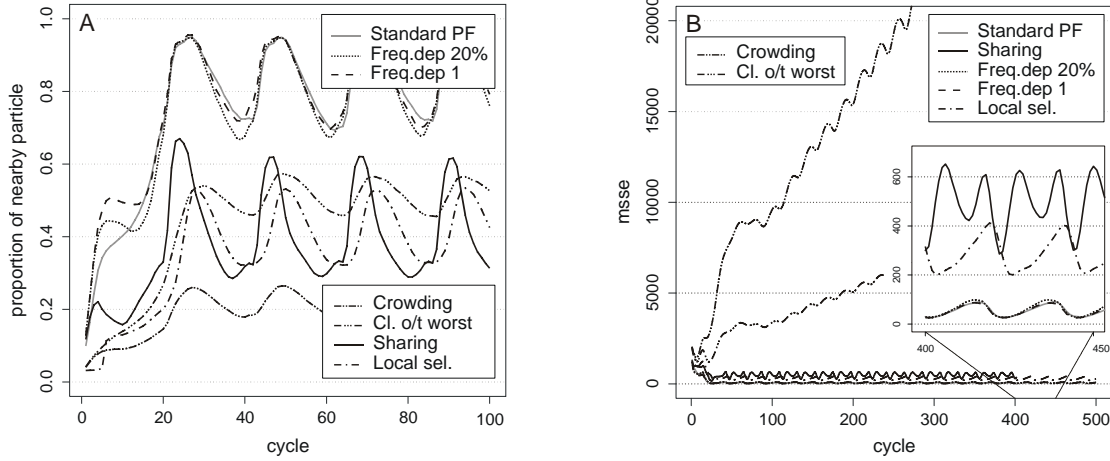 A
Standard PF
Freq.dep 20%
Freq.dep 1
proportion of nearby particle
0.0
0.2
0.4
0.6
0.8
1.0
Crowding
Cl. o/t worst
Sharing
Local sel.
0 20 40 60 80 100
cycle
B
Crowding
Cl. o/t worst
Standard PF
Sharing
Freq.dep 20%
Freq.dep 1
Local sel.
msse
0
5000
10000
15000
20000
600
400
200
0
400 450
0 100 200 300 400 500
cycle